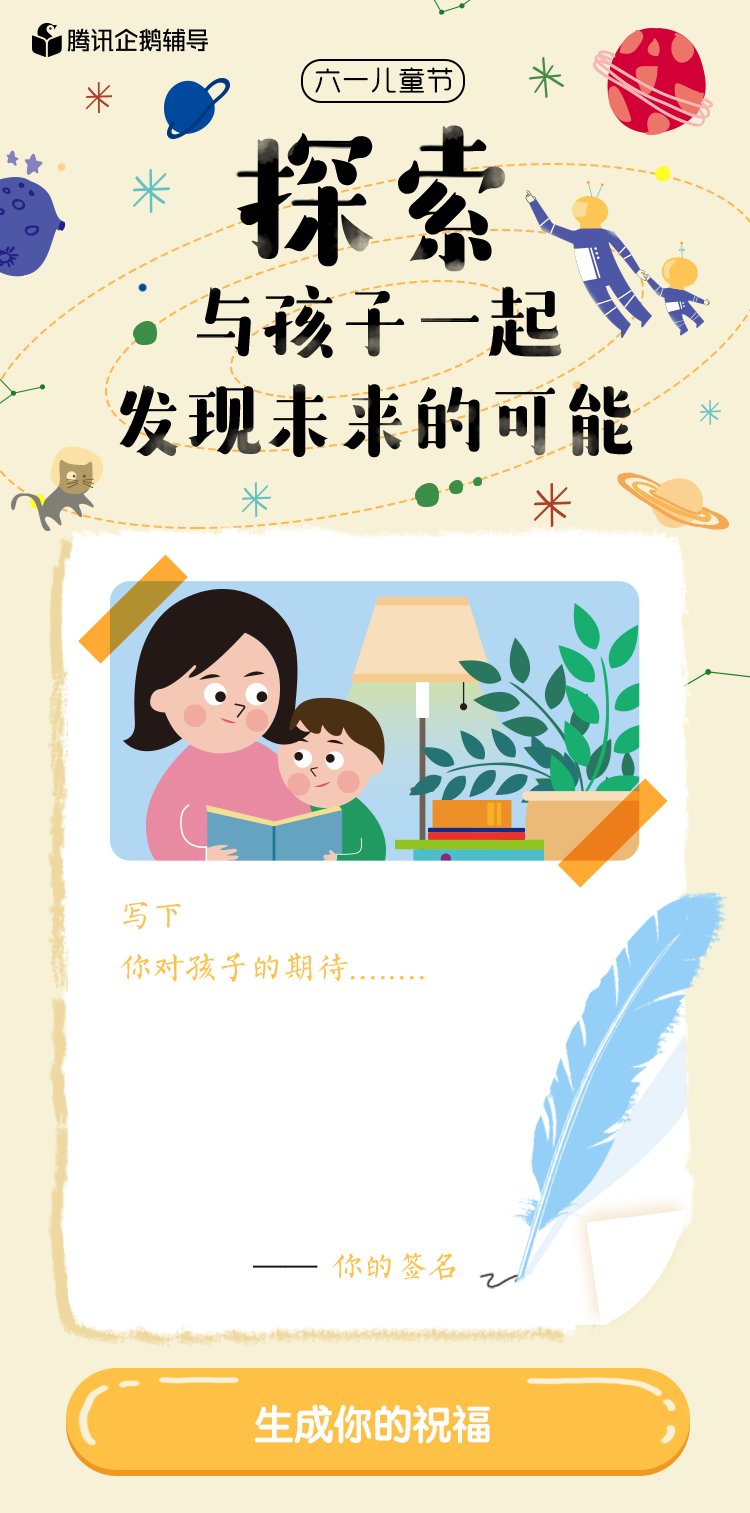 腾讯企鹅辅导
六一儿童节
探索
与孩子一起
发现未来的可能
写下
你对孩子的期待........
—— 你的签名
生成你的祝福